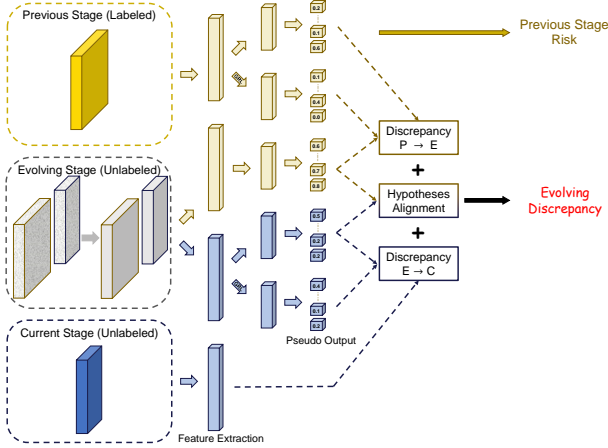 Previous Stage (Labeled)
0.2
0.1
0.6
Previous Stage
Risk
0.1
0.4
0.0
Discrepancy
P → E
+
Evolving Stage (Unlabeled)
0.6
0.7
0.8
Hypotheses
Alignment
Evolving
Discrepancy
+
0.5
0.2
0.2
Discrepancy
E → C
0.4
0.1
0.2
Current Stage (Unlabeled)
Pseudo Output
Feature Extraction